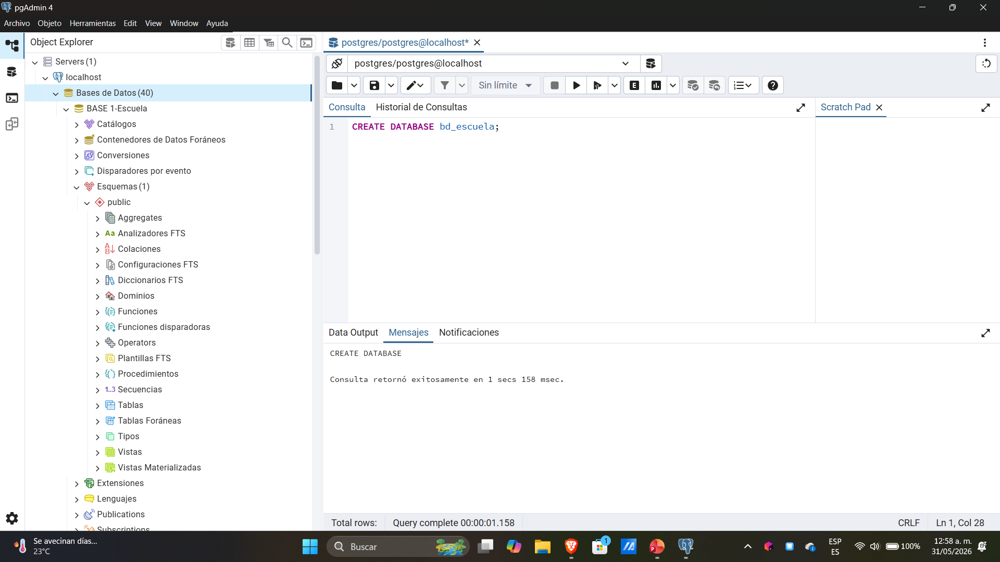 pgAdmin 4
Archivo Objeto Herramientas Edit View Window Ayuda
Object Explorer
Servers (1)
localhost
Bases de Datos (40)
BASE 1-Escuela
Catálogos
Contenedores de Datos Foráneos
Conversiones
Disparadores por evento
Esquemas (1)
public
Aggregates
Aa Analizadores FTS
Colaciones
Configuraciones FTS
Diccionarios FTS
Dominios
Funciones
Funciones disparadoras
Operators
Plantillas FTS
Procedimientos
1..3 Secuencias
Tablas
Tablas Foráneas
Tipos
Vistas
Vistas Materializadas
Extensiones
Lenguajes
Publications
Subscriptions
postgres/postgres@localhost*
postgres/postgres@localhost
Sin límite
E
Consulta Historial de Consultas
Scratch Pad
1 CREATE DATABASE bd_escuela;
Data Output Mensajes Notificaciones
CREATE DATABASE
Consulta retornó exitosamente en 1 secs 158 msec.
Total rows: Query complete 00:00:01.158 CRLF Ln 1, Col 28
Se avecinan días...
23°C
Buscar
1
ESP
ES
100%
12:58 a. m.
31/05/2026